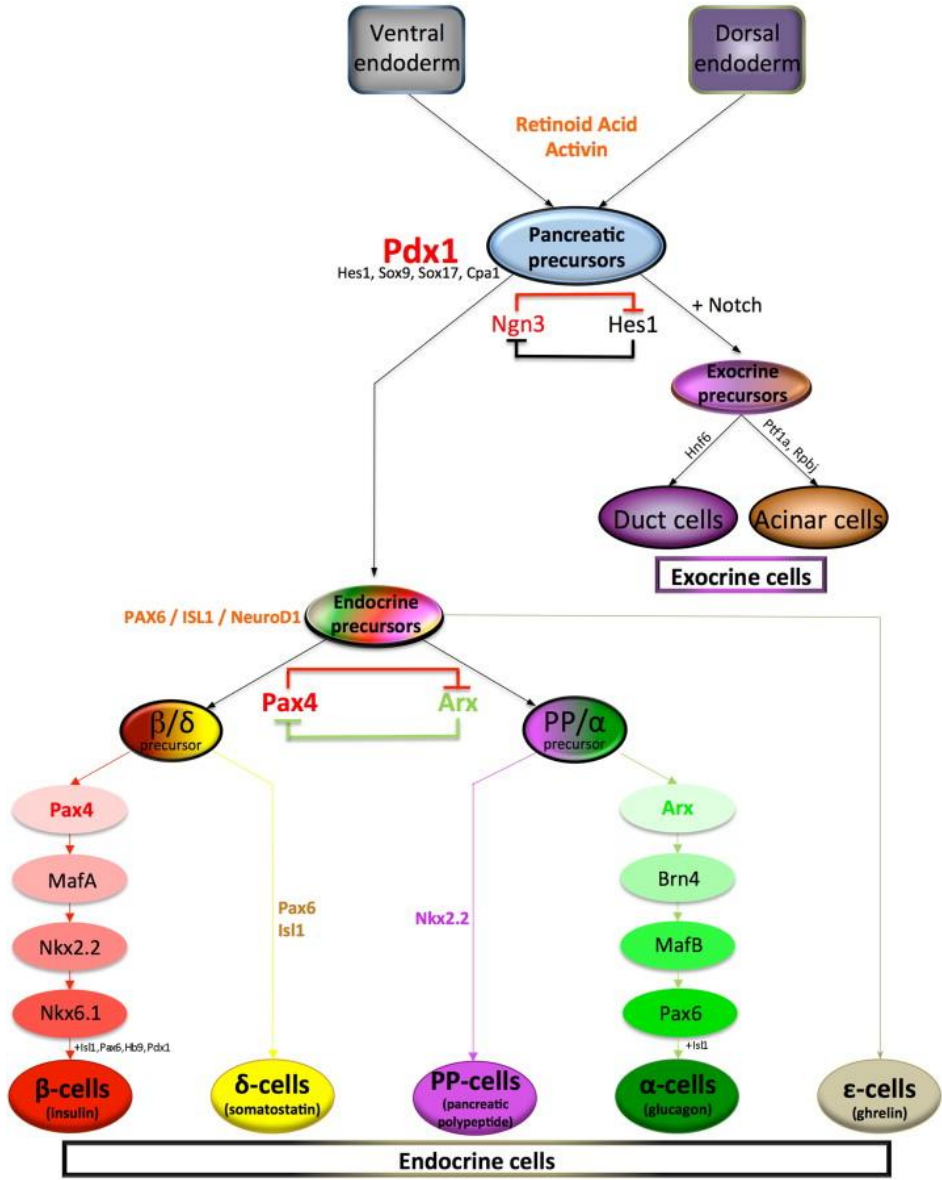 Ventral
endoderm
Dorsal
endoderm
Retinoid Acid
Activin
Pancreatic
precursors
Pdx1
Hes1, Sox9, Sox17, Cpa1
Ngn3
Hes1
+ Notch
Exocrine
precursors
Hnf6
Ptf1a, Rpbj
Duct cells
Acinar cells
Exocrine cells
PAX6 / ISL1 / NeuroD1
Endocrine
precursors
Pax4
Arx
β/δ
precursor
PP/α
precursor
Pax4
MafA
Nkx2.2
Nkx6.1
+Isl1,Pax6,Hb9,Pdx1
Pax6
Isl1
Nkx2.2
Arx
Brn4
MafB
Pax6
+Isl1
β-cells
(insulin)
δ-cells
(somatostatin)
PP-cells
(pancreatic
polypeptide)
α-cells
(glucagon)
ε-cells
(ghrelin)
Endocrine cells